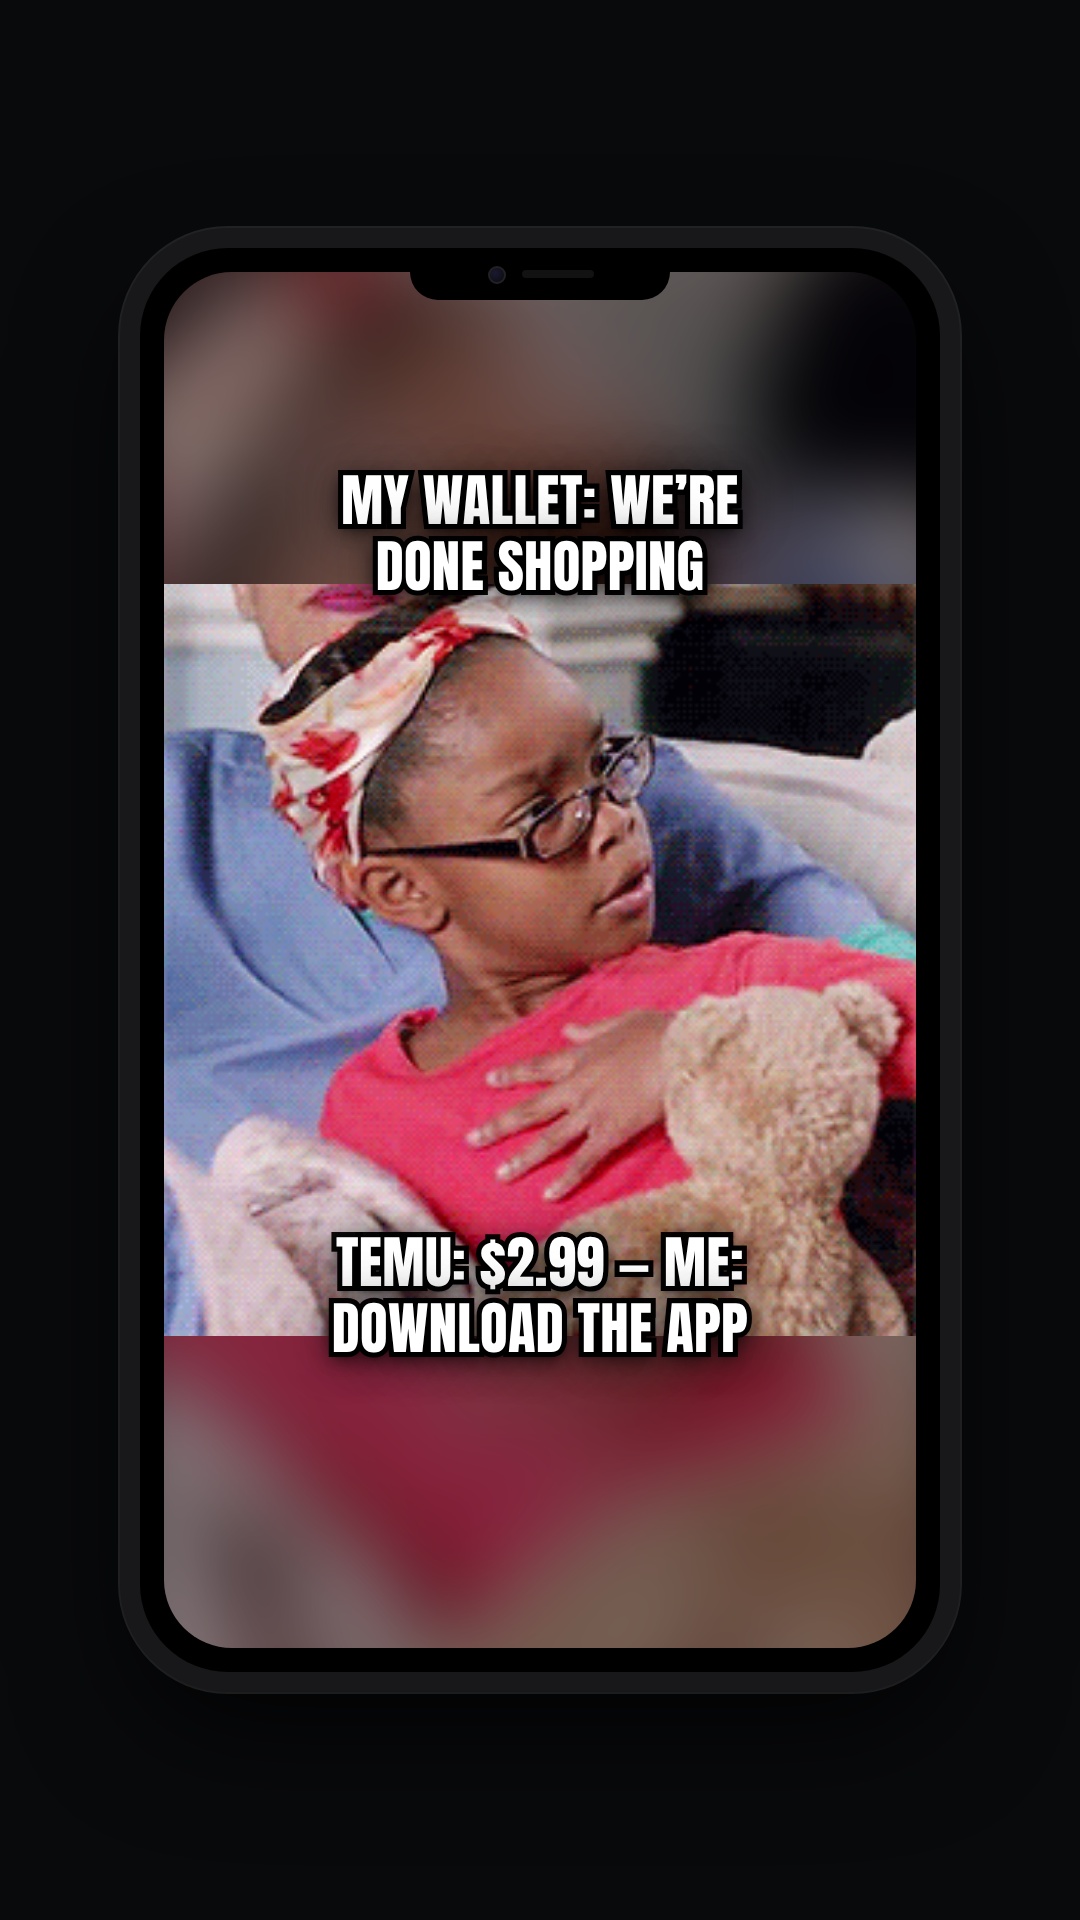 MY WALLET: WE’RE
DONE SHOPPING
TEMU: $2.99 – ME:
DOWNLOAD THE APP